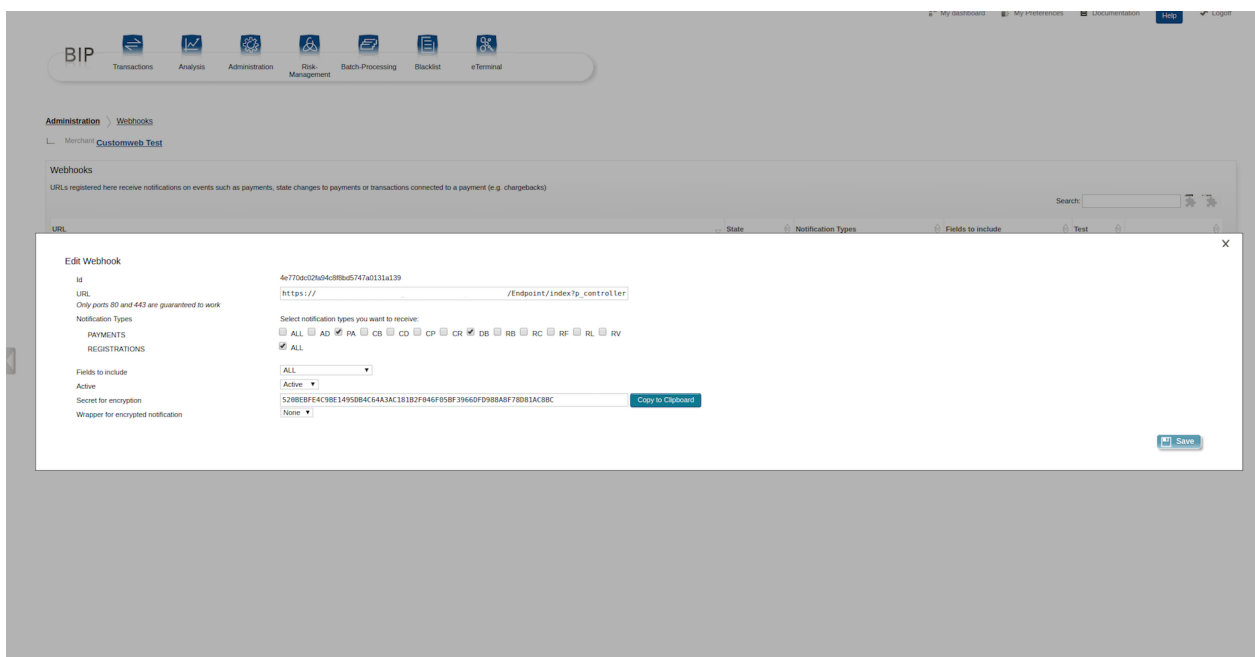 My dashboard My Preferences Documentation Help Logoff
BIP
Transactions Analysis Administration Risk-Management Batch-Processing Blacklist eTerminal
Administration Webhooks
Merchant Customweb Test
Webhooks
URLs registered here receive notifications on events such as payments, state changes to payments or transactions connected to a payment (e.g. chargebacks)
Search:
URL State Notification Types Fields to include Test
X
Edit Webhook
Id 4e770dc02fa94c8f8bd5747a0131a139
URL https:// /Endpoint/index?p_controller
Only ports 80 and 443 are guaranteed to work
Notification Types Select notification types you want to receive:
PAYMENTS ALL AD PA CB CD CP CR DB RB RC RF RL RV
REGISTRATIONS ALL
Fields to include ALL
Active Active
Secret for encryption 520BEBFE4C9BE1495DB4C64A3AC181B2F046F05BF3966DFD988A8F78D81AC8BC Copy to Clipboard
Wrapper for encrypted notification None
Save